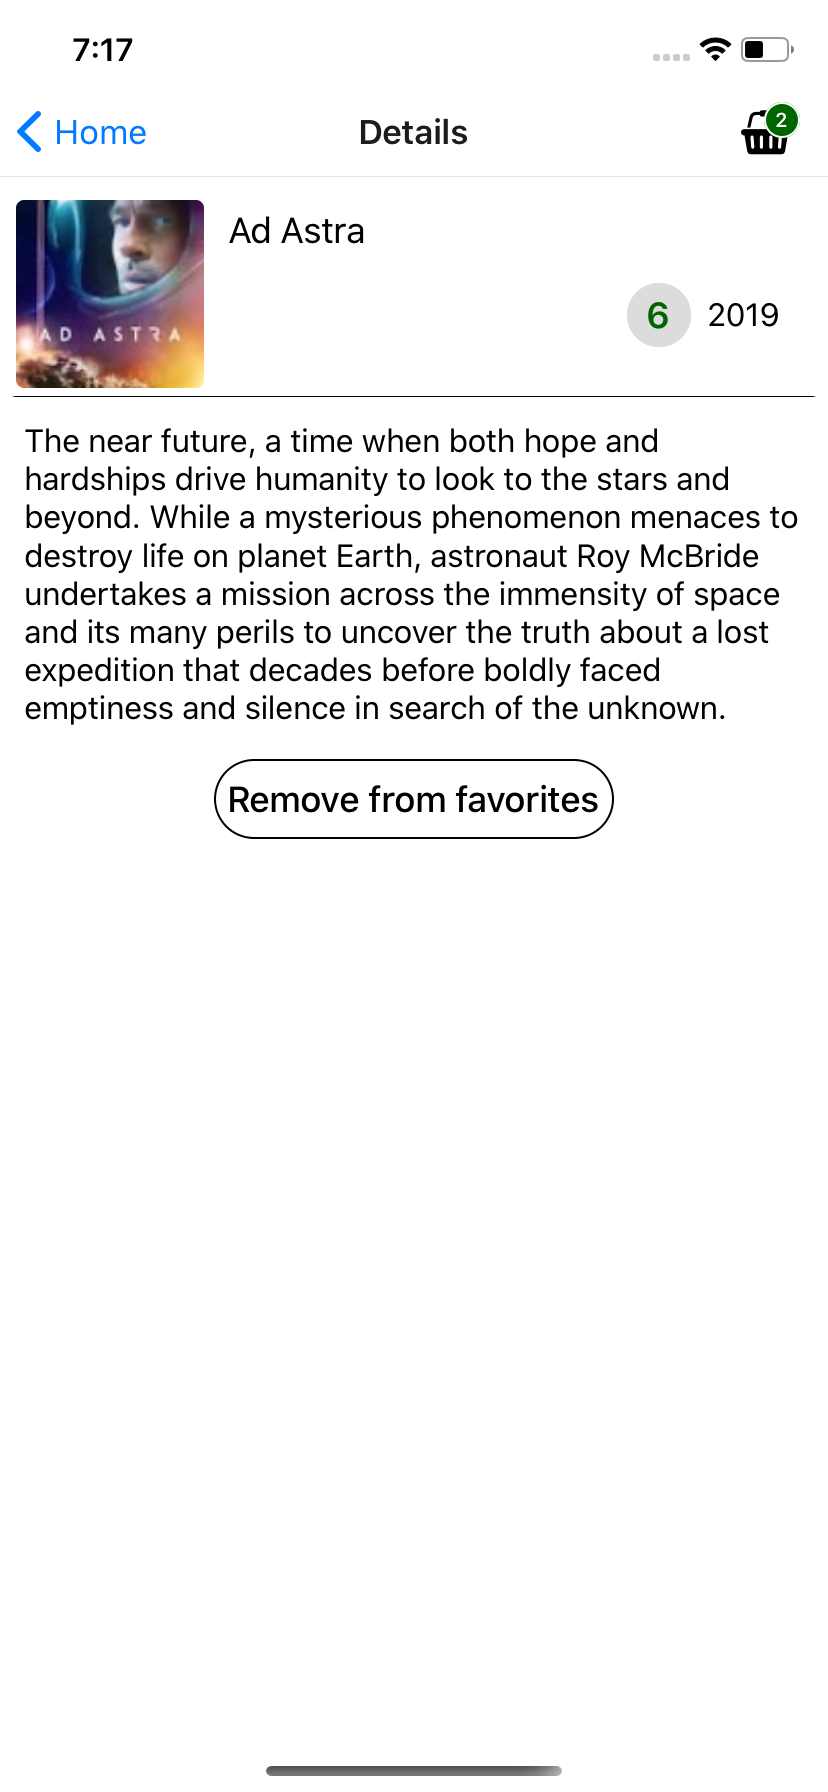 7:17
Home
Details
2
Ad Astra
AD ASTRA
6
2019
The near future, a time when both hope and
hardships drive humanity to look to the stars and
beyond. While a mysterious phenomenon menaces to
destroy life on planet Earth, astronaut Roy McBride
undertakes a mission across the immensity of space
and its many perils to uncover the truth about a lost
expedition that decades before boldly faced
emptiness and silence in search of the unknown.
Remove from favorites